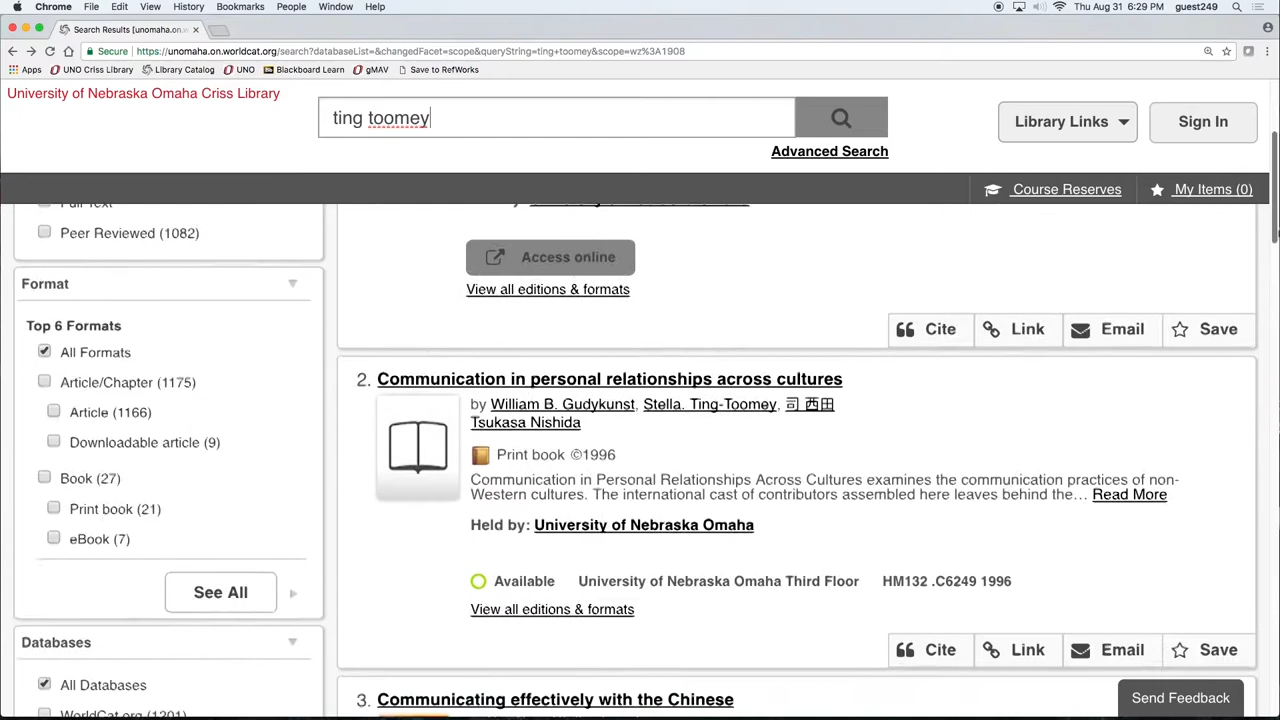 Chrome File Edit View History Bookmarks People Window Help Thu Aug 31 6:29 PM guest249
Search Results [unomaha.on. ×
Secure https://unomaha.on.worldcat.org/search?databaseList=&changedFacet=scope&queryString=ting+toomey&scope=wz%3A1908
Apps UNO Criss Library Library Catalog UNO Blackboard Learn gMAV Save to RefWorks
University of Nebraska Omaha Criss Library
ting toomey
Library Links
Sign In
Advanced Search
Course Reserves My Items (0)
Full Text
Peer Reviewed (1082)
Format
Top 6 Formats
All Formats
Article/Chapter (1175)
Article (1166)
Downloadable article (9)
Book (27)
Print book (21)
eBook (7)
See All
Databases
All Databases
WorldCat.org (1201)
Access online
View all editions & formats
Cite Link Email Save
2. Communication in personal relationships across cultures
by William B. Gudykunst, Stella. Ting-Toomey, 司 西田
Tsukasa Nishida
Print book ©1996
Communication in Personal Relationships Across Cultures examines the communication practices of non-
Western cultures. The international cast of contributors assembled here leaves behind the... Read More
Held by: University of Nebraska Omaha
Available University of Nebraska Omaha Third Floor HM132 .C6249 1996
View all editions & formats
Cite Link Email Save
3. Communicating effectively with the Chinese
Send Feedback